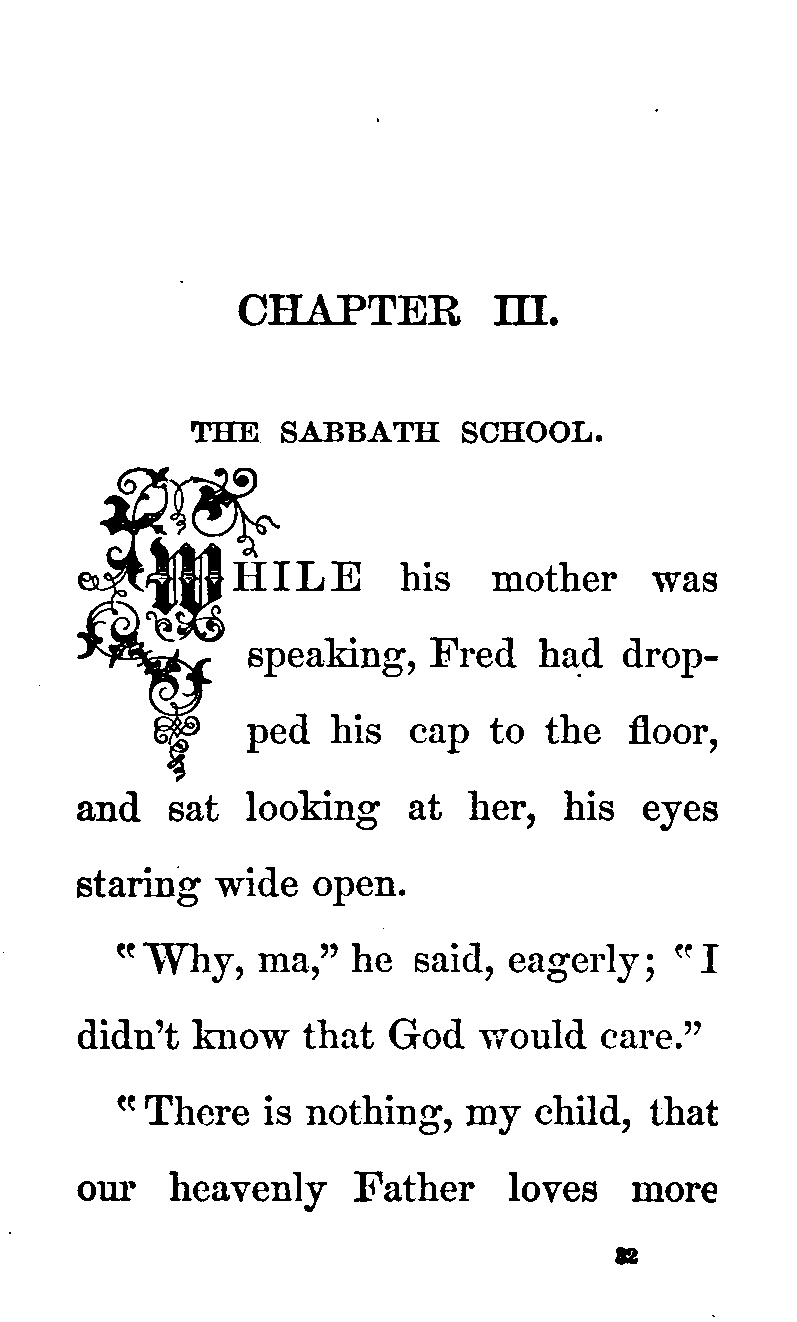 CHAPTER III.
THE SABBATH SCHOOL.
WHILE his mother was
speaking, Fred had drop-
ped his cap to the floor,
and sat looking at her, his eyes
staring wide open.
"Why, ma," he said, eagerly; "I
didn't know that God would care."
"There is nothing, my child, that
our heavenly Father loves more
32